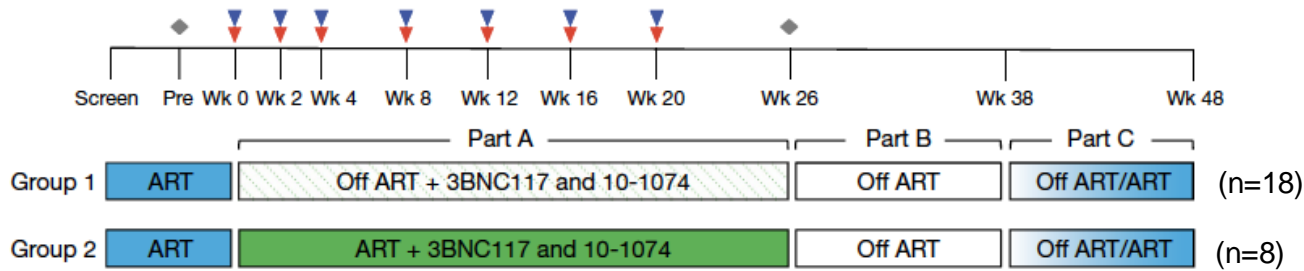 Screen Pre Wk 0 Wk 2 Wk 4 Wk 8 Wk 12 Wk 16 Wk 20 Wk 26 Wk 38 Wk 48
Part A Part B Part C
Group 1 ART Off ART + 3BNC117 and 10-1074 Off ART Off ART/ART (n=18)
Group 2 ART ART + 3BNC117 and 10-1074 Off ART Off ART/ART (n=8)